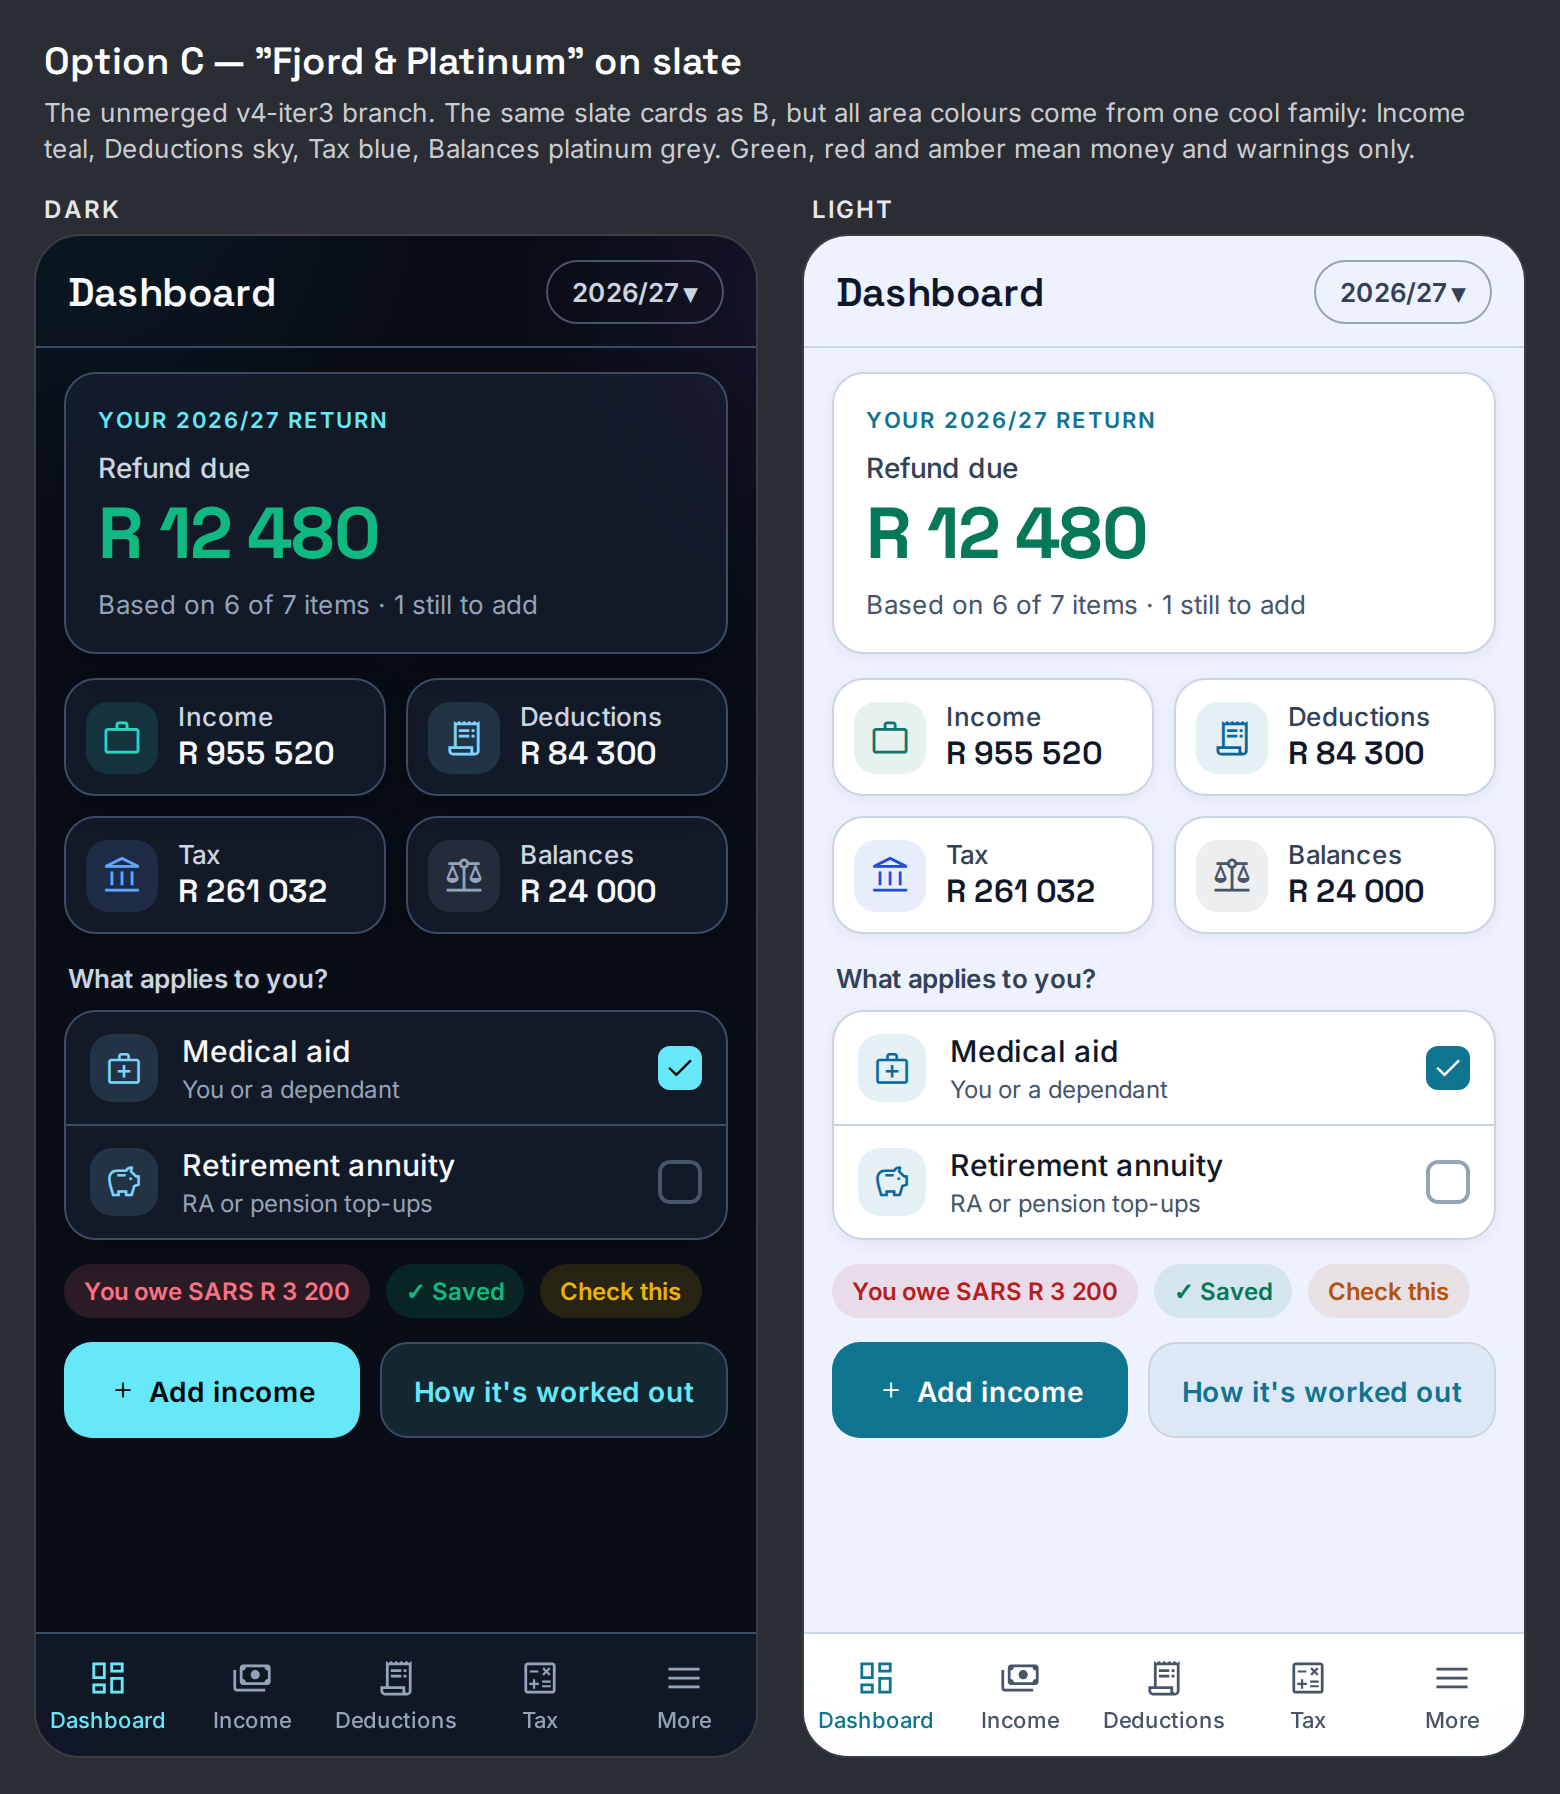 Option C — ”Fjord & Platinum” on slate
The unmerged v4-iter3 branch. The same slate cards as B, but all area colours come from one cool family: Income
teal, Deductions sky, Tax blue, Balances platinum grey. Green, red and amber mean money and warnings only.
DARK
Dashboard
2026/27 ▾
YOUR 2026/27 RETURN
Refund due
R 12 480
Based on 6 of 7 items · 1 still to add
Income
R 955 520
Deductions
R 84 300
Tax
R 261 032
Balances
R 24 000
What applies to you?
Medical aid
You or a dependant
Retirement annuity
RA or pension top-ups
You owe SARS R 3 200
✓ Saved
Check this
+ Add income
How it's worked out
Dashboard
Income
Deductions
Tax
More
LIGHT
Dashboard
2026/27 ▾
YOUR 2026/27 RETURN
Refund due
R 12 480
Based on 6 of 7 items · 1 still to add
Income
R 955 520
Deductions
R 84 300
Tax
R 261 032
Balances
R 24 000
What applies to you?
Medical aid
You or a dependant
Retirement annuity
RA or pension top-ups
You owe SARS R 3 200
✓ Saved
Check this
+ Add income
How it's worked out
Dashboard
Income
Deductions
Tax
More